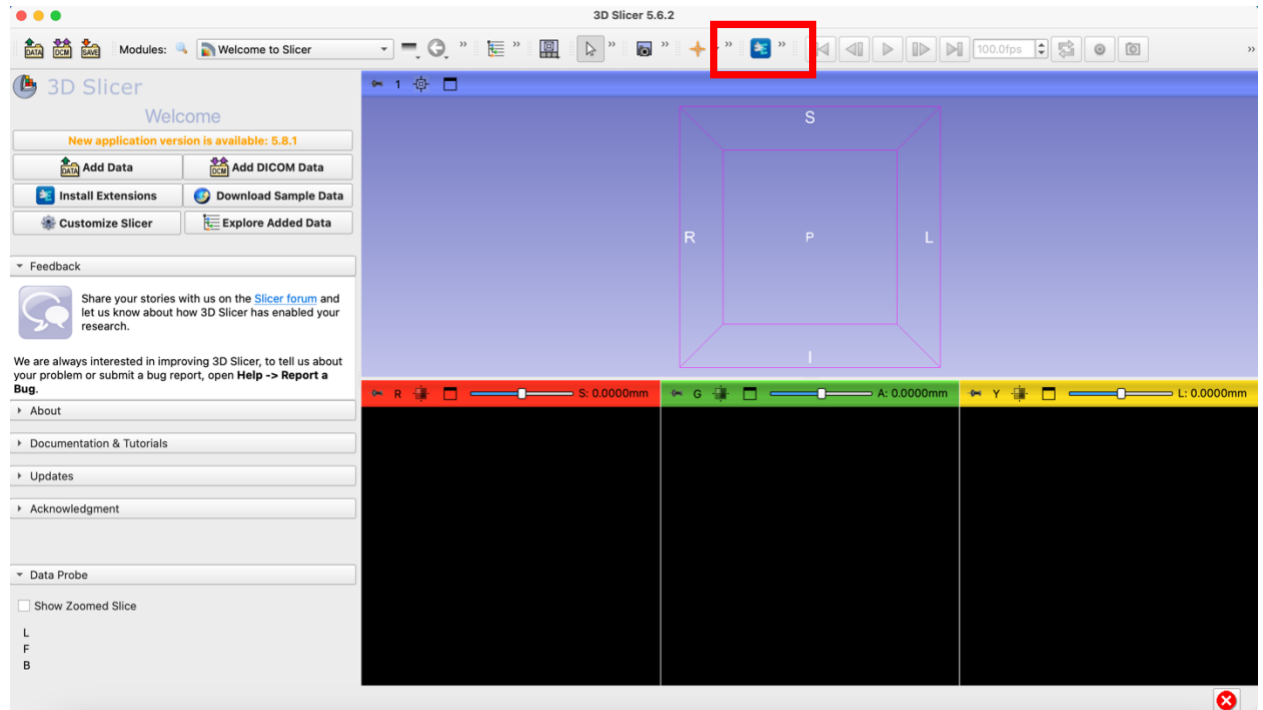 3D Slicer 5.6.2
DATA DCM SAVE Modules: Welcome to Slicer » » » » » 100.0fps »
3D Slicer
Welcome
New application version is available: 5.8.1
DATA Add Data DCM Add DICOM Data
Install Extensions Download Sample Data
Customize Slicer Explore Added Data
Feedback
Share your stories with us on the Slicer forum and
let us know about how 3D Slicer has enabled your
research.
We are always interested in improving 3D Slicer, to tell us about
your problem or submit a bug report, open Help -> Report a
Bug.
About
Documentation & Tutorials
Updates
Acknowledgment
Data Probe
Show Zoomed Slice
L
F
B
1
S
R P L
I
R S: 0.0000mm G A: 0.0000mm Y L: 0.0000mm